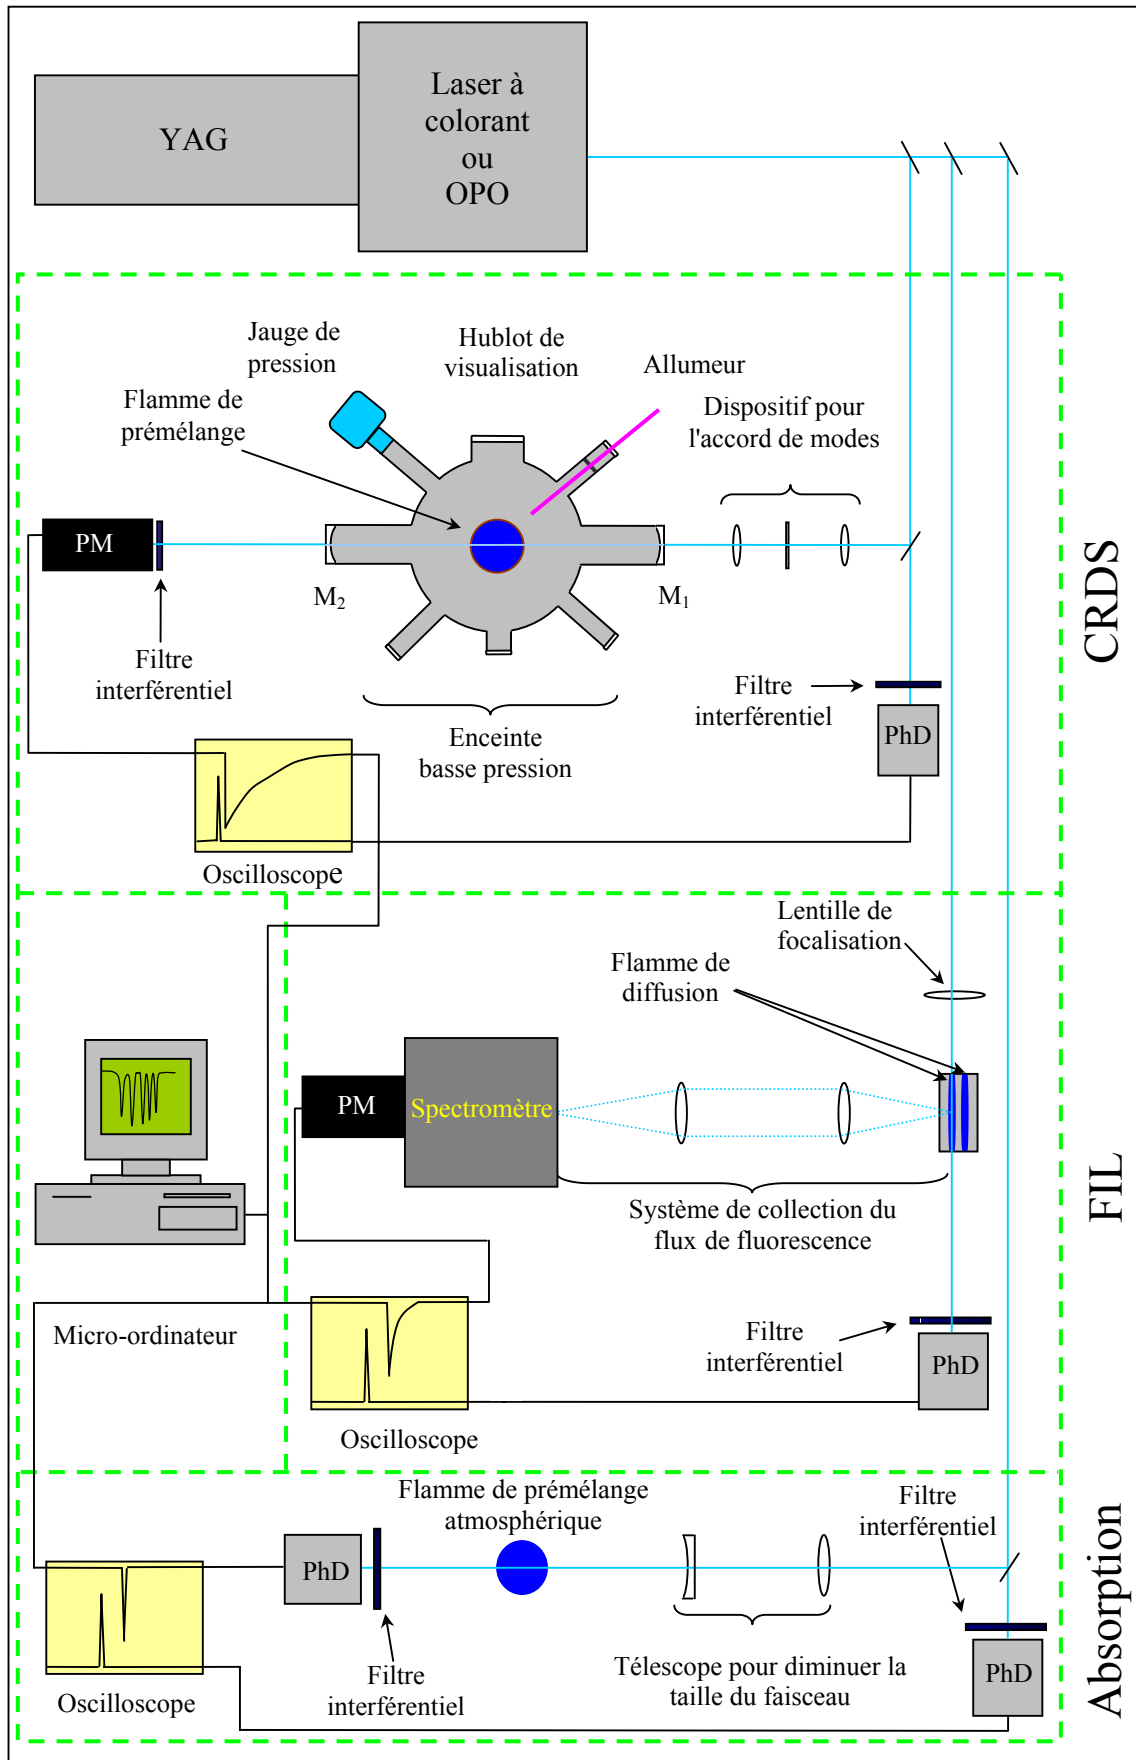 YAG
Laser à
colorant
ou
OPO
Jauge de
pression
Hublot de
visualisation
Allumeur
Flamme de
prémélange
Dispositif pour
l'accord de modes
PM
M2
M1
Filtre
interférentiel
Enceinte
basse pression
Filtre
interférentiel
PhD
Oscilloscope
CRDS
Lentille de
focalisation
Flamme de
diffusion
PM
Spectromètre
Système de collection du
flux de fluorescence
Micro-ordinateur
Filtre
interférentiel
PhD
Oscilloscope
FIL
Flamme de prémélange
atmosphérique
Filtre
interférentiel
PhD
Filtre
interférentiel
Télescope pour diminuer la
taille du faisceau
PhD
Oscilloscope
Absorption